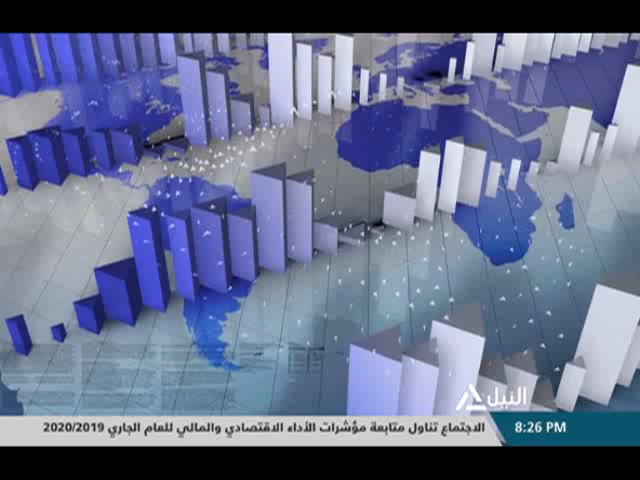 النيل
الاجتماع تناول متابعة مؤشرات الأداء الاقتصادي والمالي للعام الجاري 2020/2019
8:26 PM